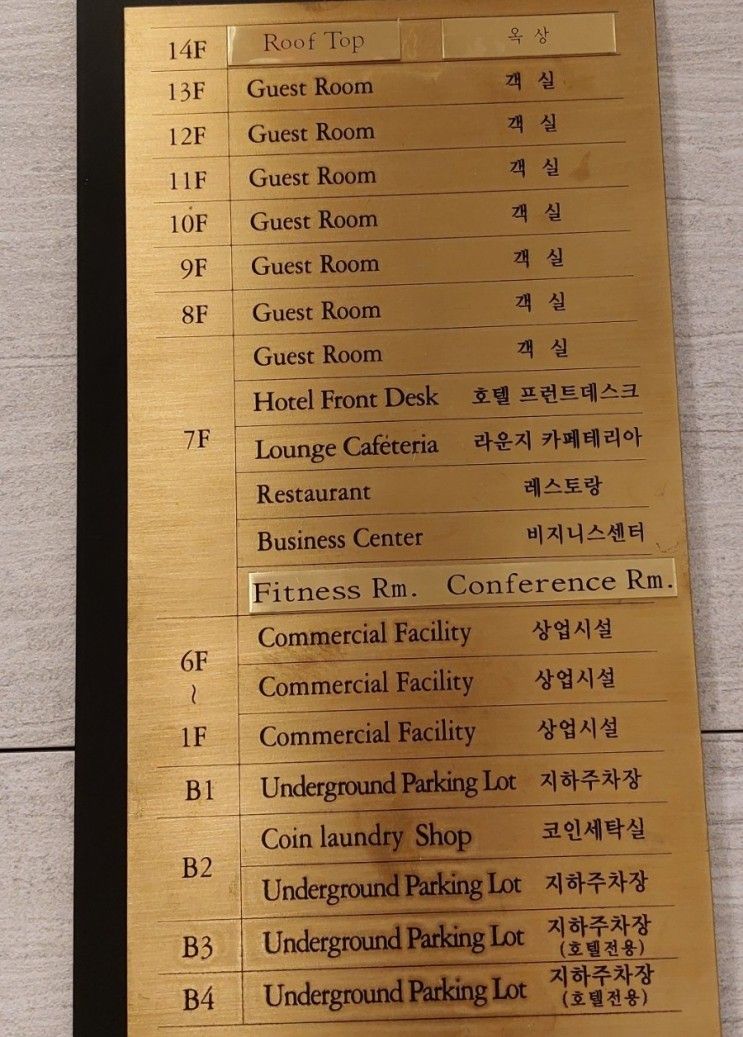 14F Roof Top 옥 상
13F Guest Room 객 실
12F Guest Room 객 실
11F Guest Room 객 실
10F Guest Room 객 실
9F Guest Room 객 실
8F Guest Room 객 실
Guest Room 객 실
Hotel Front Desk 호텔 프런트데스크
7F Lounge Caféteria 라운지 카페테리아
Restaurant 레스토랑
Business Center 비지니스센터
Fitness Rm. Conference Rm.
Commercial Facility 상업시설
6F
~ Commercial Facility 상업시설
1F Commercial Facility 상업시설
B1 Underground Parking Lot 지하주차장
Coin laundry Shop 코인세탁실
B2
Underground Parking Lot 지하주차장
B3 Underground Parking Lot 지하주차장
(호텔전용)
B4 Underground Parking Lot 지하주차장
(호텔전용)